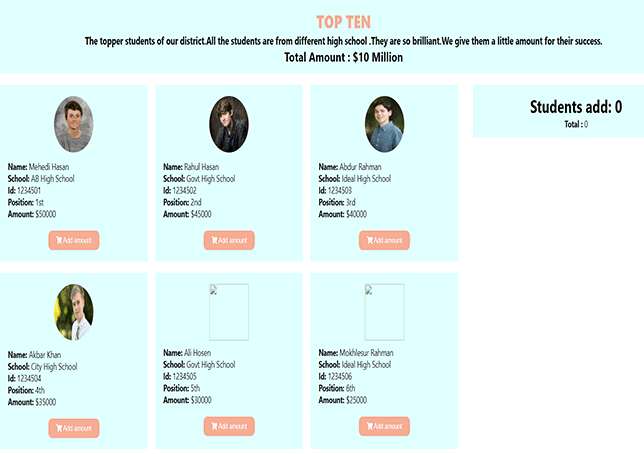 TOP TEN
The topper students of our district.All the students are from different high school .They are so brilliant.We give them a little amount for their success.
Total Amount : $10 Million
Students add: 0
Total : 0
Name: Mehedi Hasan
School: AB High School
Id: 1234501
Position: 1st
Amount: $50000
Add amount
Name: Rahul Hasan
School: Govt High School
Id: 1234502
Position: 2nd
Amount: $45000
Add amount
Name: Abdur Rahman
School: Ideal High School
Id: 1234503
Position: 3rd
Amount: $40000
Add amount
Name: Akbar Khan
School: City High School
Id: 1234504
Position: 4th
Amount: $35000
Add amount
Name: Ali Hosen
School: Govt High School
Id: 1234505
Position: 5th
Amount: $30000
Add amount
Name: Mokhlesur Rahman
School: Ideal High School
Id: 1234506
Position: 6th
Amount: $25000
Add amount